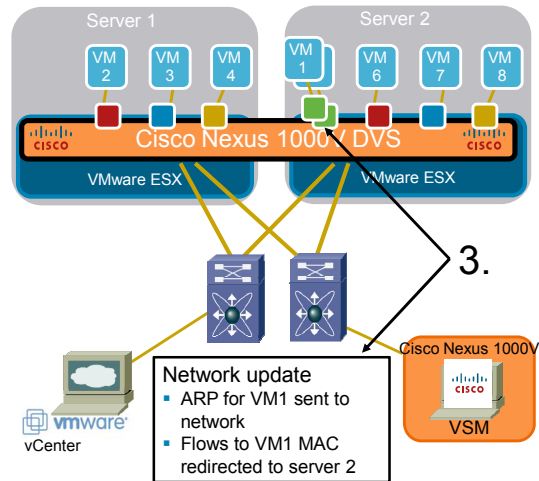 Server 1
Server 2
VM
2
VM
3
VM
4
VM
1
VM
6
VM
7
VM
8
CISCO
Cisco Nexus 1000V DVS
CISCO
VMware ESX
VMware ESX
3.
Network update
▪ ARP for VM1 sent to
network
▪ Flows to VM1 MAC
redirected to server 2
vmware
vCenter
Cisco Nexus 1000V
CISCO
VSM